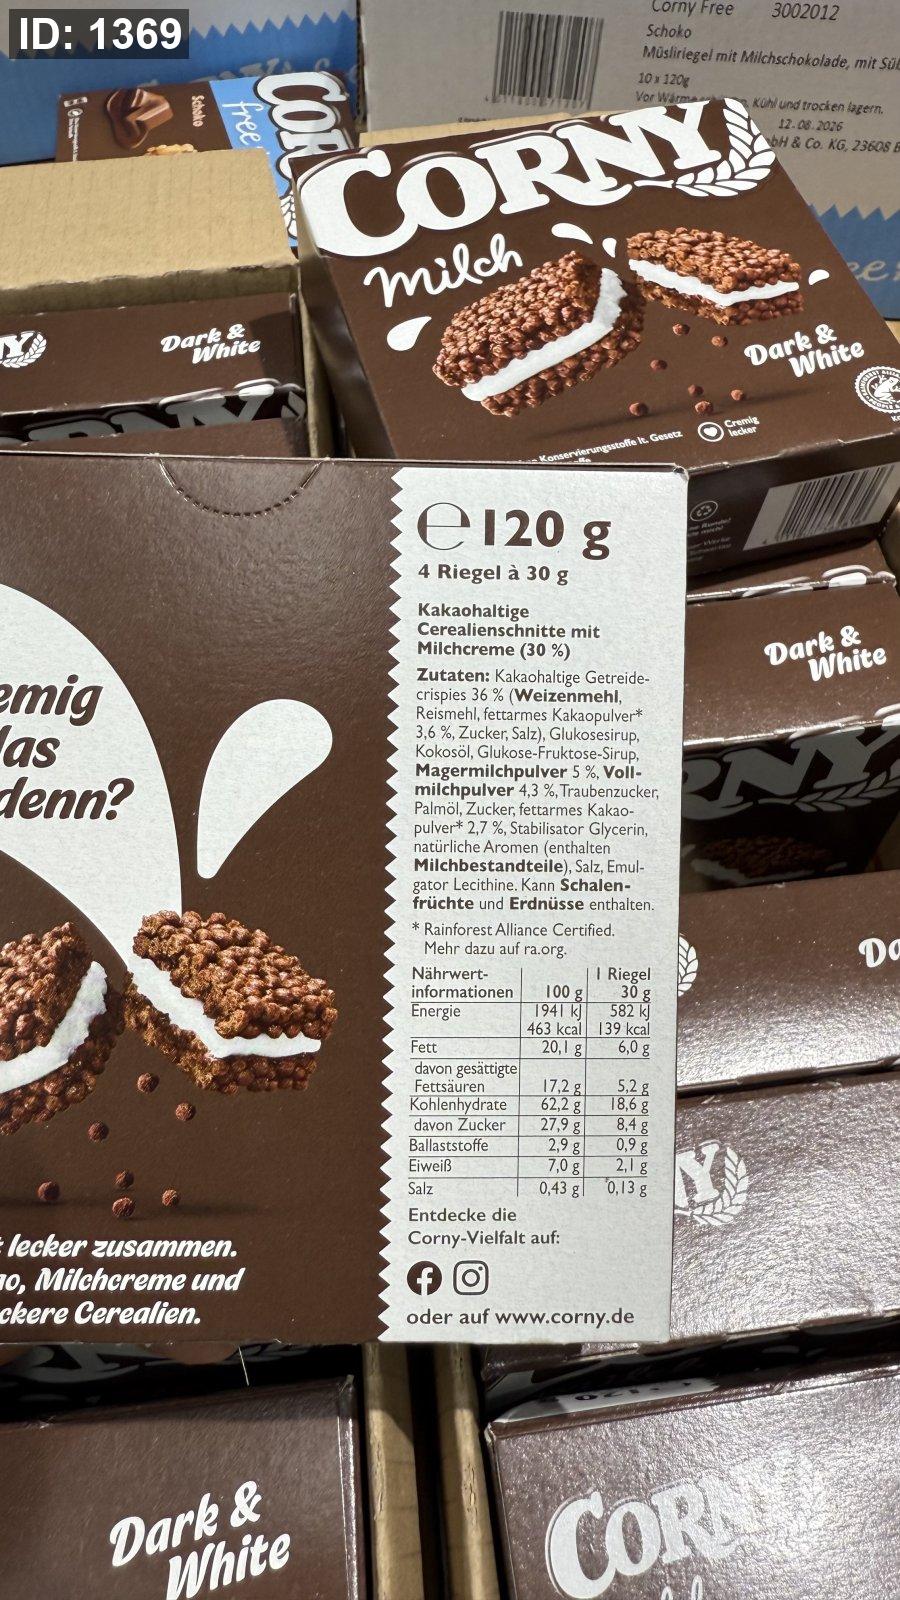 ID: 1369
Corny Free 3002012
Schoko
Müsliriegel mit Milchschokolade, mit
10 x 120g
Kühl und trocken lagern.
12.08.2026
& Co. KG, 23608
Schoko
free
COR
CORNY
Milch
Dark &
White
Konservierungsstoffe lt. Gesetz
Cremig
lecker
Dark &
White
℮ 120 g
4 Riegel à 30 g
Kakaohaltige
Cerealienschnitte mit
Milchcreme (30 %)
Zutaten: Kakaohaltige Getreide-
crispies 36 % (Weizenmehl,
Reismehl, fettarmes Kakaopulver*
3,6 %, Zucker, Salz), Glukosesirup,
Kokosöl, Glukose-Fruktose-Sirup,
Magermilchpulver 5 %, Voll-
milchpulver 4,3 %, Traubenzucker,
Palmöl, Zucker, fettarmes Kakao-
pulver* 2,7 %, Stabilisator Glycerin,
natürliche Aromen (enthalten
Milchbestandteile), Salz, Emul-
gator Lecithine. Kann Schalen-
früchte und Erdnüsse enthalten.
* Rainforest Alliance Certified.
Mehr dazu auf ra.org.
Nährwert- 1 Riegel
informationen 100 g 30 g
Energie 1941 kJ 582 kJ
463 kcal 139 kcal
Fett 20,1 g 6,0 g
davon gesättigte
Fettsäuren 17,2 g 5,2 g
Kohlenhydrate 62,2 g 18,6 g
davon Zucker 27,9 g 8,4 g
Ballaststoffe 2,9 g 0,9 g
Eiweiß 7,0 g 2,1 g
Salz 0,43 g 0,13 g
Entdecke die
Corny-Vielfalt auf:
oder auf www.corny.de
emig
das
denn?
lecker zusammen.
Milchcreme und
ckere Cerealien.
Dark &
White
Dark &
White
CORN